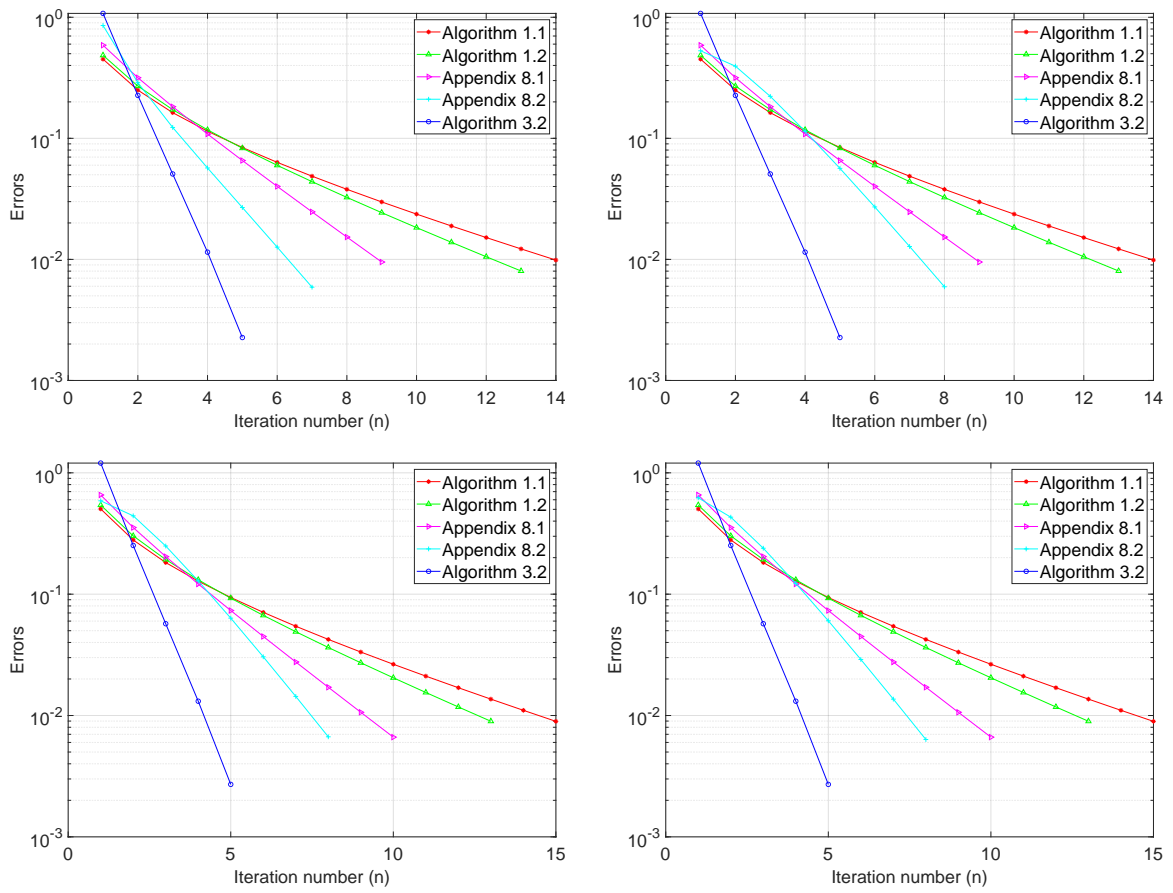 10^0
10^-1
10^-2
10^-3
Errors
0 2 4 6 8 10 12 14
Iteration number (n)
Algorithm 1.1
Algorithm 1.2
Appendix 8.1
Appendix 8.2
Algorithm 3.2
10^0
10^-1
10^-2
10^-3
Errors
0 2 4 6 8 10 12 14
Iteration number (n)
Algorithm 1.1
Algorithm 1.2
Appendix 8.1
Appendix 8.2
Algorithm 3.2
10^0
10^-1
10^-2
10^-3
Errors
0 5 10 15
Iteration number (n)
Algorithm 1.1
Algorithm 1.2
Appendix 8.1
Appendix 8.2
Algorithm 3.2
10^0
10^-1
10^-2
10^-3
Errors
0 5 10 15
Iteration number (n)
Algorithm 1.1
Algorithm 1.2
Appendix 8.1
Appendix 8.2
Algorithm 3.2